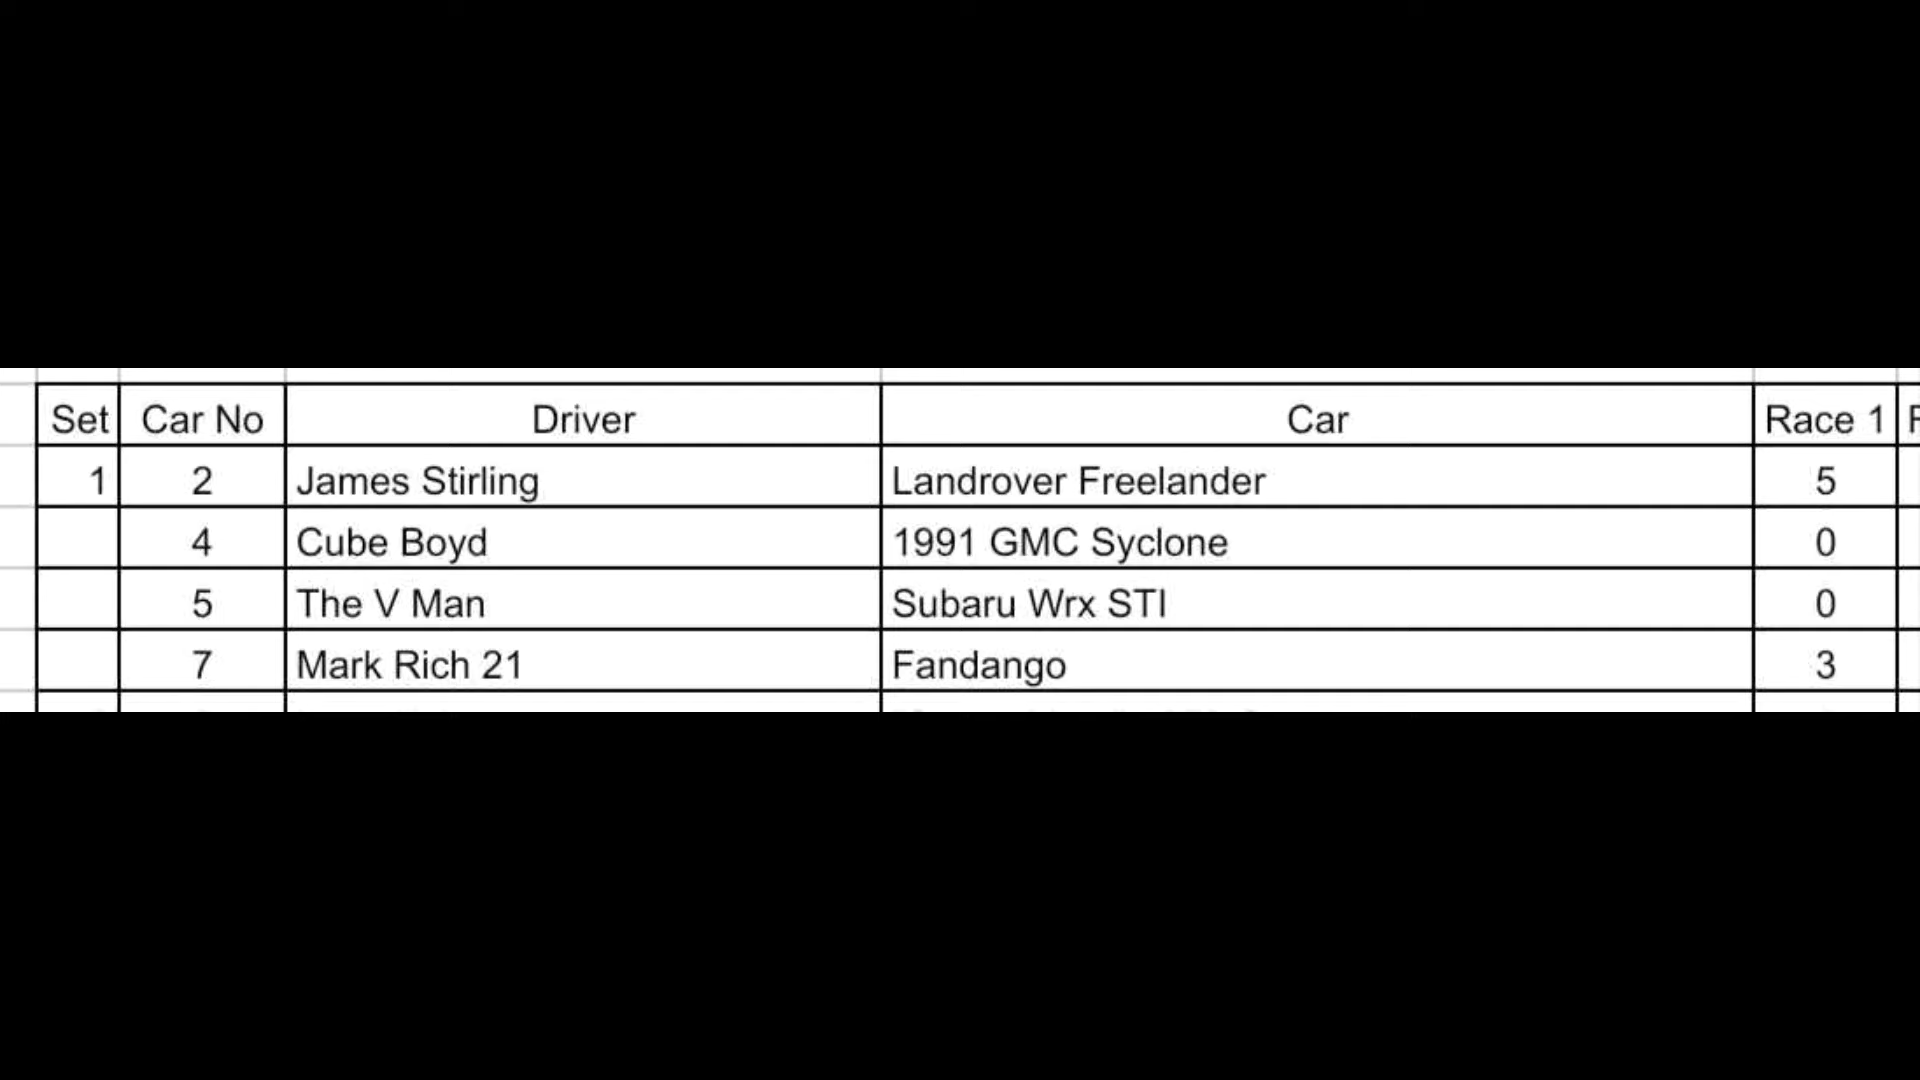 Set Car No Driver Car Race 1
1 2 James Stirling Landrover Freelander 5
4 Cube Boyd 1991 GMC Syclone 0
5 The V Man Subaru Wrx STI 0
7 Mark Rich 21 Fandango 3